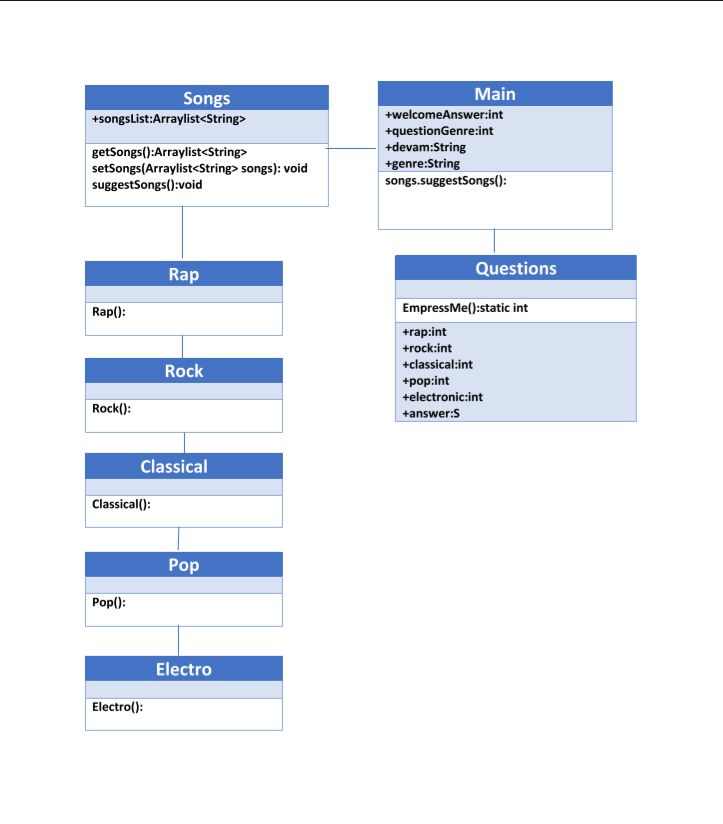 Songs
+songsList:Arraylist<String>
getSongs():Arraylist<String>
setSongs(Arraylist<String> songs): void
suggestSongs():void
Main
+welcomeAnswer:int
+questionGenre:int
+devam:String
+genre:String
songs.suggestSongs():
Rap
Rap():
Rock
Rock():
Classical
Classical():
Pop
Pop():
Electro
Electro():
Questions
EmpressMe():static int
+rap:int
+rock:int
+classical:int
+pop:int
+electronic:int
+answer:S